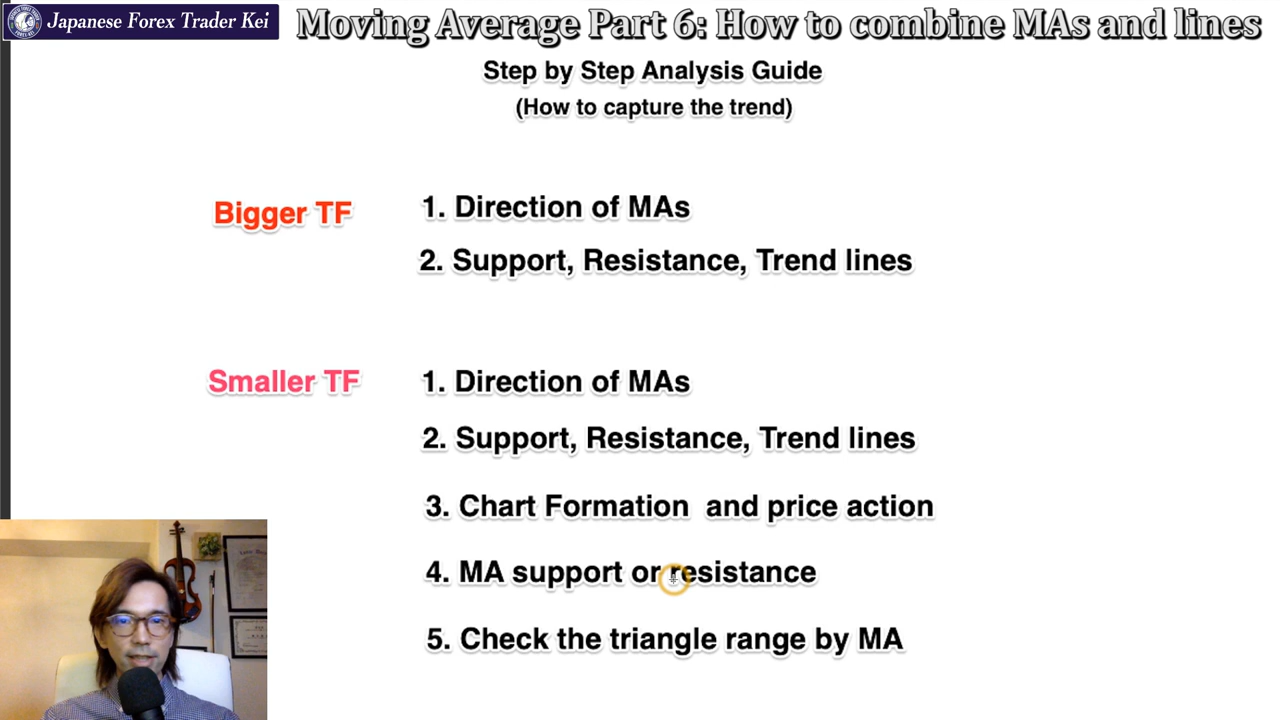 Japanese Forex Trader Kei
Moving Average Part 6: How to combine MAs and lines
Step by Step Analysis Guide
(How to capture the trend)
Bigger TF
1. Direction of MAs
2. Support, Resistance, Trend lines
Smaller TF
1. Direction of MAs
2. Support, Resistance, Trend lines
3. Chart Formation and price action
4. MA support or resistance
5. Check the triangle range by MA